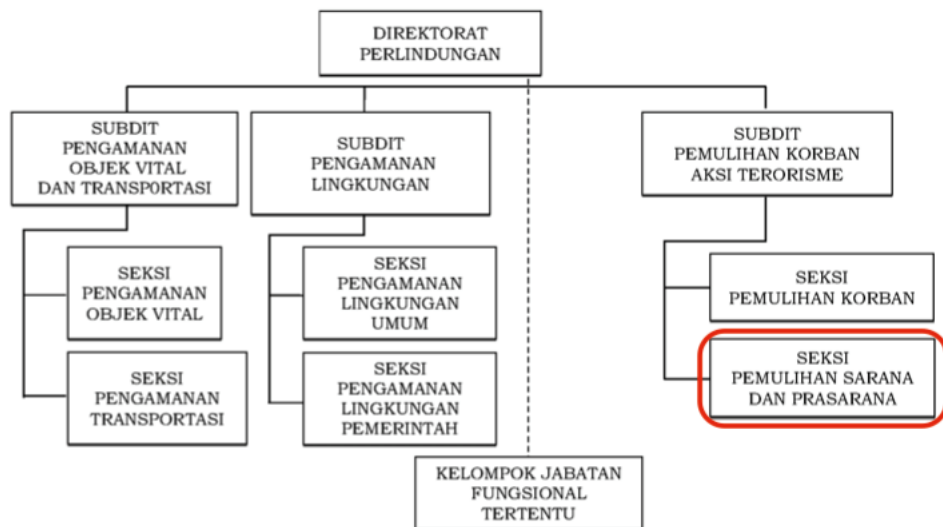 DIREKTORAT
PERLINDUNGAN
SUBDIT
PENGAMANAN
OBJEK VITAL
DAN TRANSPORTASI
SUBDIT
PENGAMANAN
LINGKUNGAN
SUBDIT
PEMULIHAN KORBAN
AKSI TERORISME
SEKSI
PENGAMANAN
OBJEK VITAL
SEKSI
PENGAMANAN
LINGKUNGAN
UMUM
SEKSI
PEMULIHAN KORBAN
SEKSI
PENGAMANAN
TRANSPORTASI
SEKSI
PENGAMANAN
LINGKUNGAN
PEMERINTAH
SEKSI
PEMULIHAN SARANA
DAN PRASARANA
KELOMPOK JABATAN
FUNGSIONAL
TERTENTU